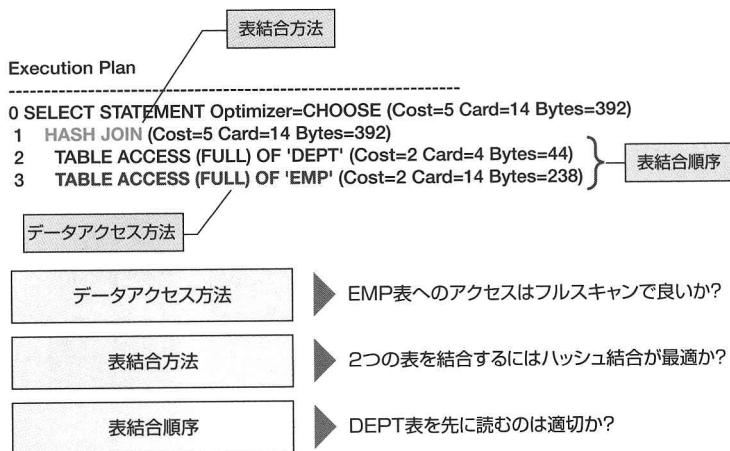 表結合方法
Execution Plan
--------------------------------------------------------------
0 SELECT STATEMENT Optimizer=CHOOSE (Cost=5 Card=14 Bytes=392)
1 HASH JOIN (Cost=5 Card=14 Bytes=392)
2 TABLE ACCESS (FULL) OF 'DEPT' (Cost=2 Card=4 Bytes=44)
3 TABLE ACCESS (FULL) OF 'EMP' (Cost=2 Card=14 Bytes=238)
表結合順序
データアクセス方法
データアクセス方法 ▶ EMP表へのアクセスはフルスキャンで良いか?
表結合方法 ▶ 2つの表を結合するにはハッシュ結合が最適か?
表結合順序 ▶ DEPT表を先に読むのは適切か?